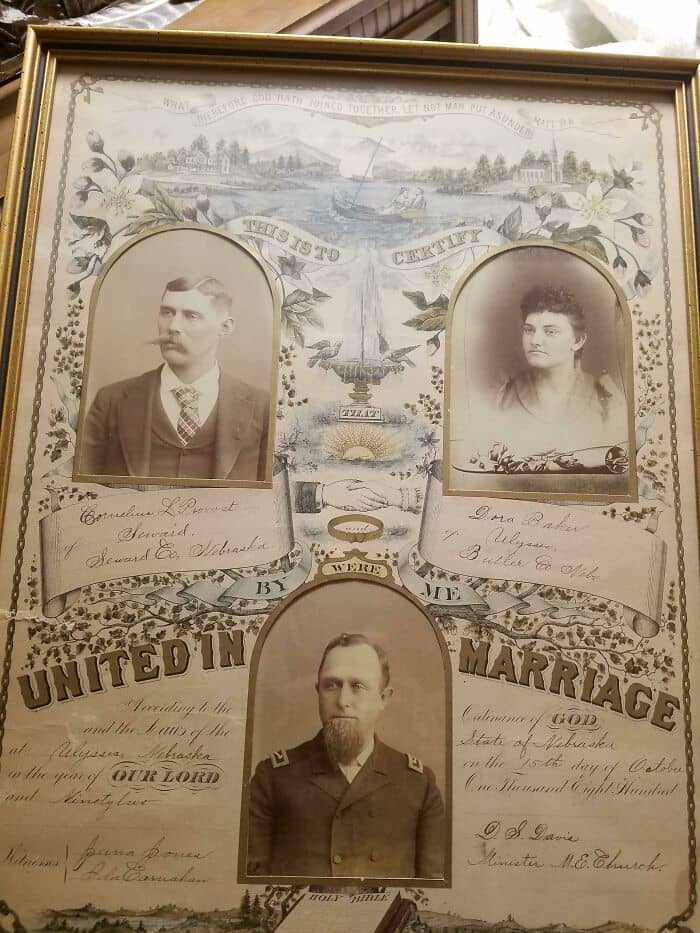 WHAT THEREFORE GOD HATH JOINED TOGETHER, LET NOT MAN PUT ASUNDER. MATT 19.6
THIS IS TO CERTIFY
THAT
Cornelius L. Provost
of Seward.
Seward Co, Nebraska
and
Dora Baker
of Ulysses
Butler Co Neb.
WERE
BY ME
UNITED IN MARRIAGE
According to the Ordinance of GOD
and the Laws of the State of Nebraska
at Ulysses, Nebraska on the 15th day of October
in the year of OUR LORD One Thousand Eight Hundred
and Ninetytwo
Witnesses
Jones
D. S. Davis
Minister M.E. Church.
HOLY BIBLE